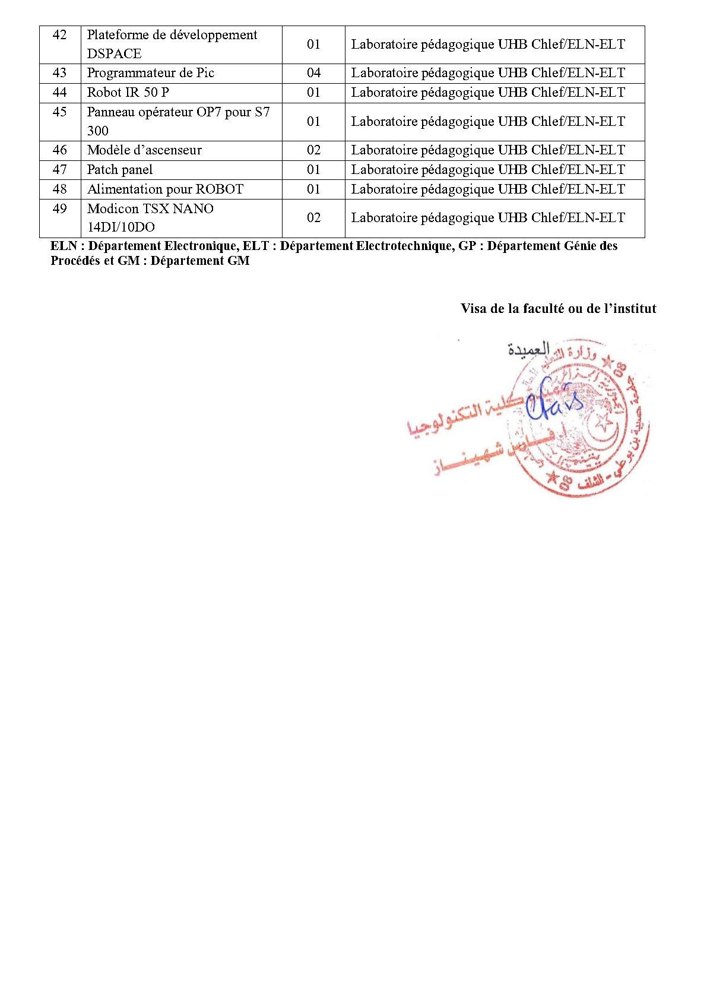 42 Plateforme de développement
DSPACE 01 Laboratoire pédagogique UHB Chlef/ELN-ELT
43 Programmateur de Pic 04 Laboratoire pédagogique UHB Chlef/ELN-ELT
44 Robot IR 50 P 01 Laboratoire pédagogique UHB Chlef/ELN-ELT
45 Panneau opérateur OP7 pour S7
300 01 Laboratoire pédagogique UHB Chlef/ELN-ELT
46 Modèle d’ascenseur 02 Laboratoire pédagogique UHB Chlef/ELN-ELT
47 Patch panel 01 Laboratoire pédagogique UHB Chlef/ELN-ELT
48 Alimentation pour ROBOT 01 Laboratoire pédagogique UHB Chlef/ELN-ELT
49 Modicon TSX NANO
14DI/10DO 02 Laboratoire pédagogique UHB Chlef/ELN-ELT
ELN : Département Electronique, ELT : Département Electrotechnique, GP : Département Génie des
Procédés et GM : Département GM
Visa de la faculté ou de l’institut
العميدة
وزارة التعليم
08
جامعة حسيبة بن بوعلي - الشلف
08
كلية التكنولوجيا
فارس شهيناز